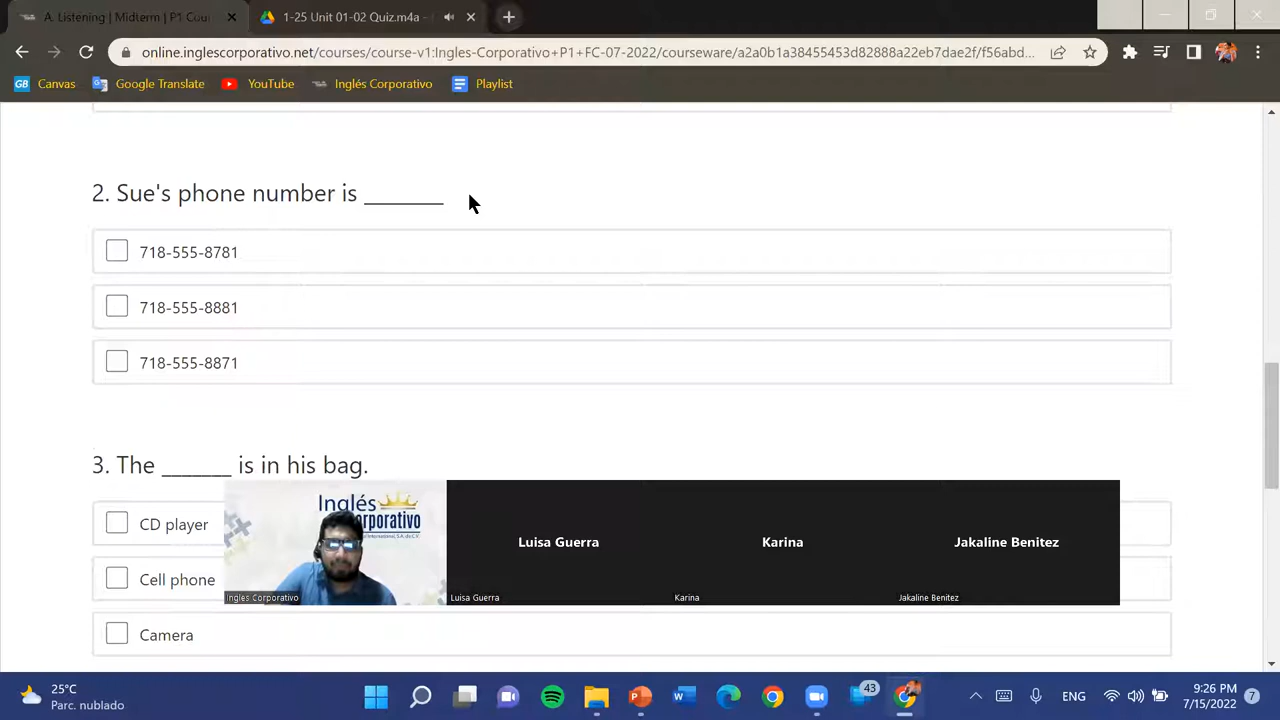 A. Listening | Midterm | P1 Cou
1-25 Unit 01-02 Quiz.m4a -
online.inglescorporativo.net/courses/course-v1:Ingles-Corporativo+P1+FC-07-2022/courseware/a2a0b1a38455453d82888a22eb7dae2f/f56abd...
GB Canvas Google Translate YouTube Inglés Corporativo Playlist
2. Sue's phone number is _______
718-555-8781
718-555-8881
718-555-8871
3. The _______ is in his bag.
CD player
Cell phone
Camera
Inglés
Corporativo
Luisa Guerra
Karina
Jakaline Benitez
Ingles Corporativo
Luisa Guerra
Karina
Jakaline Benitez
25°C
Parc. nublado
43
ENG
9:26 PM
7/15/2022
7